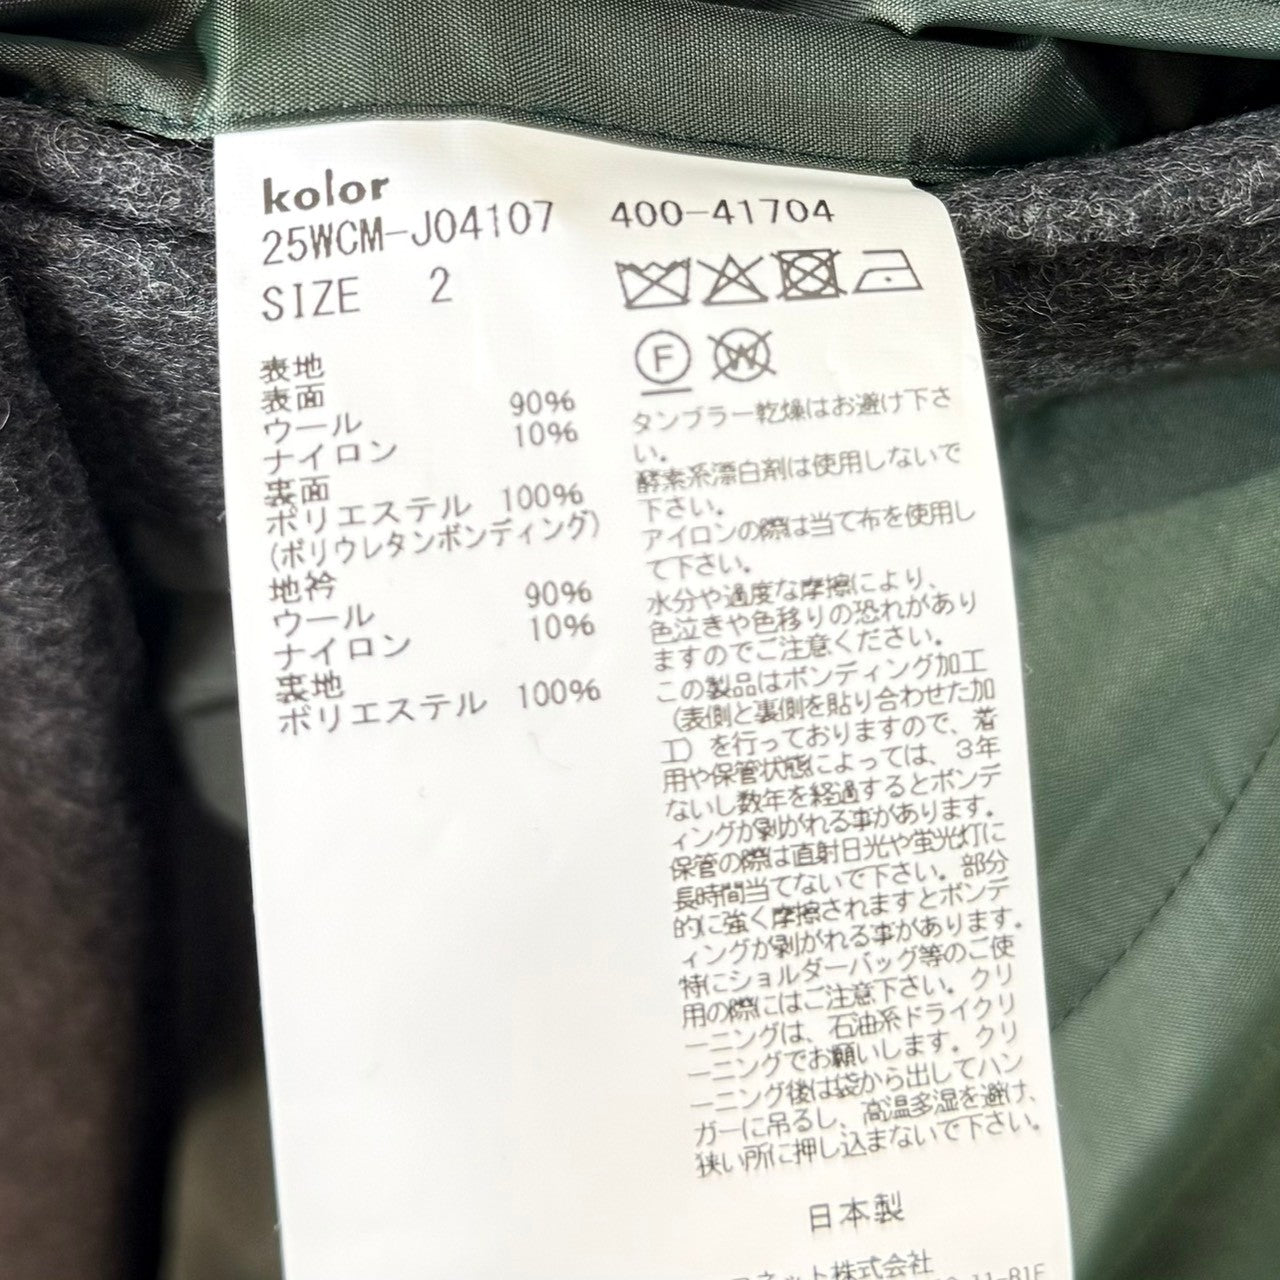 kolor
25WCM-J04107 400-41704
SIZE 2
表地
表面
ウール 90%
ナイロン 10%
裏面
ポリエステル 100%
(ポリウレタンボンディング)
地衿
ウール 90%
ナイロン 10%
裏地
ポリエステル 100%
F W
タンブラー乾燥はお避け下さ
い。
酵素系漂白剤は使用しないで
下さい。
アイロンの際は当て布を使用し
て下さい。
水分や過度な摩擦により、
色泣きや色移りの恐れがあり
ますのでご注意ください。
この製品はボンディング加工
(表側と裏側を貼り合わせた加
工)を行っておりますので、着
用や保管状態によっては、3年
ないし数年を経過するとボンデ
ィングが剥がれる事があります。
保管の際は直射日光や蛍光灯に
長時間当てないで下さい。部分
的に強く摩擦されますとボンデ
ィングが剥がれる事があります。
特にショルダーバッグ等のご使
用の際にはご注意下さい。クリ
ーニングは、石油系ドライクリ
ーニングでお願いします。クリ
ーニング後は袋から出してハン
ガーに吊るし、高温多湿を避け、
狭い所に押し込まないで下さい。
日本製
ネット株式会社
11-B1F